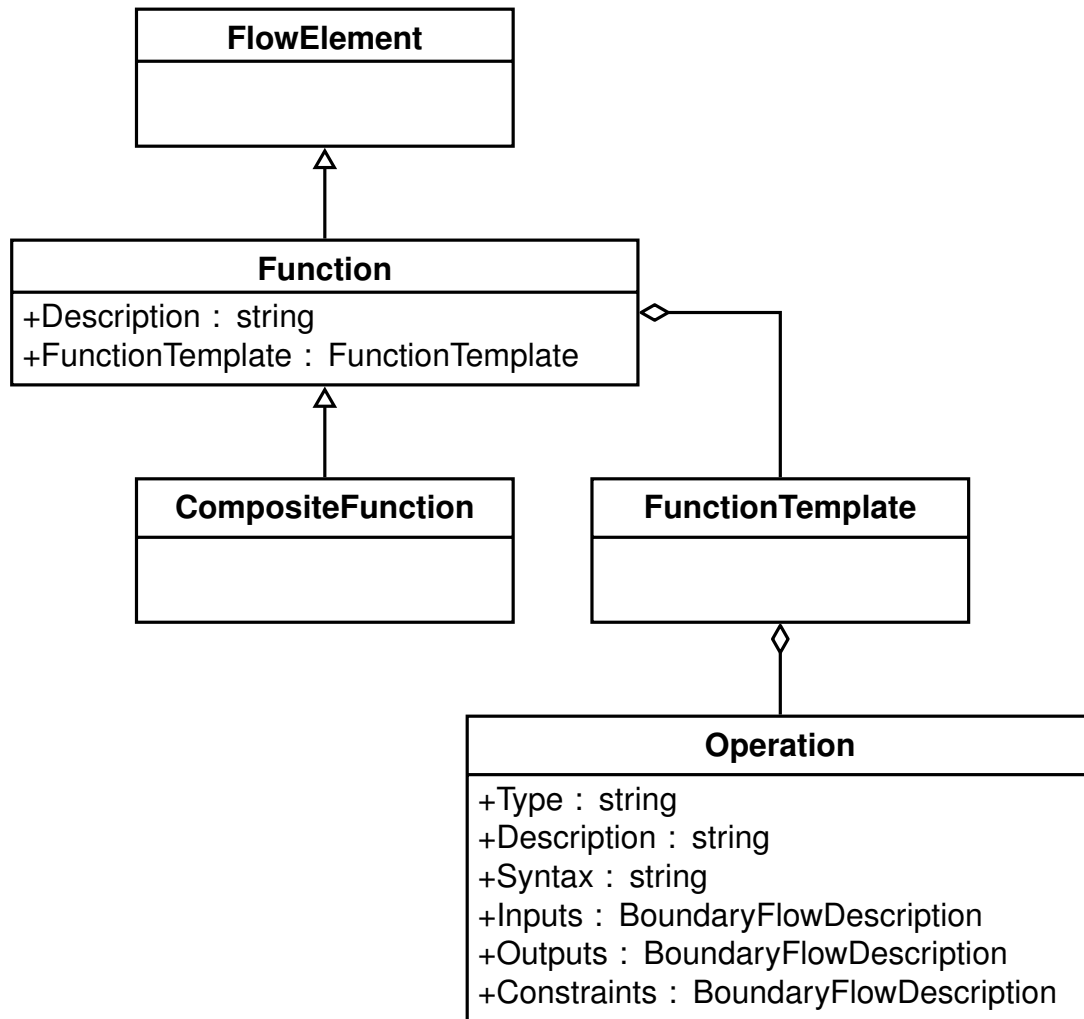 FlowElement
Function
+Description : string
+FunctionTemplate : FunctionTemplate
CompositeFunction
FunctionTemplate
Operation
+Type : string
+Description : string
+Syntax : string
+Inputs : BoundaryFlowDescription
+Outputs : BoundaryFlowDescription
+Constraints : BoundaryFlowDescription